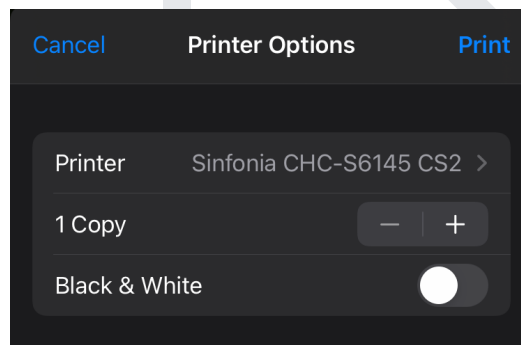 Cancel Printer Options Print
Printer Sinfonia CHC-S6145 CS2
1 Copy
Black & White